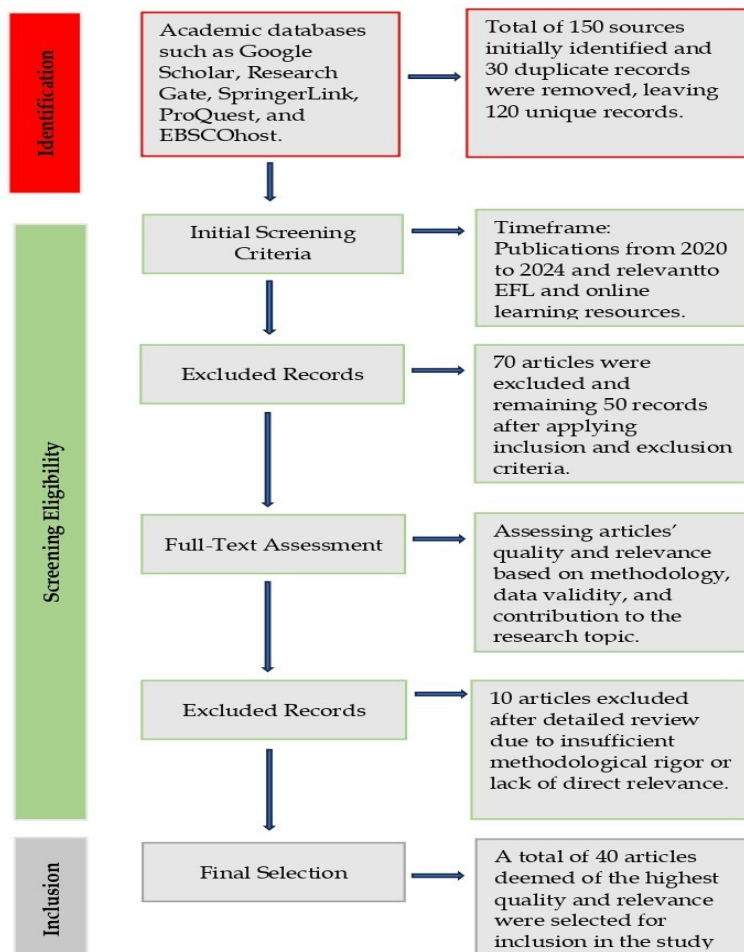 Identification
Academic databases
such as Google
Scholar, Research
Gate, SpringerLink,
ProQuest, and
EBSCOhost.
Total of 150 sources
initially identified and
30 duplicate records
were removed, leaving
120 unique records.
Screening Eligibility
Initial Screening
Criteria
Timeframe:
Publications from 2020
to 2024 and relevantto
EFL and online
learning resources.
Excluded Records
70 articles were
excluded and
remaining 50 records
after applying
inclusion and exclusion
criteria.
Full-Text Assessment
Assessing articles’
quality and relevance
based on methodology,
data validity, and
contribution to the
research topic.
Excluded Records
10 articles excluded
after detailed review
due to insufficient
methodological rigor or
lack of direct relevance.
Inclusion
Final Selection
A total of 40 articles
deemed of the highest
quality and relevance
were selected for
inclusion in the study